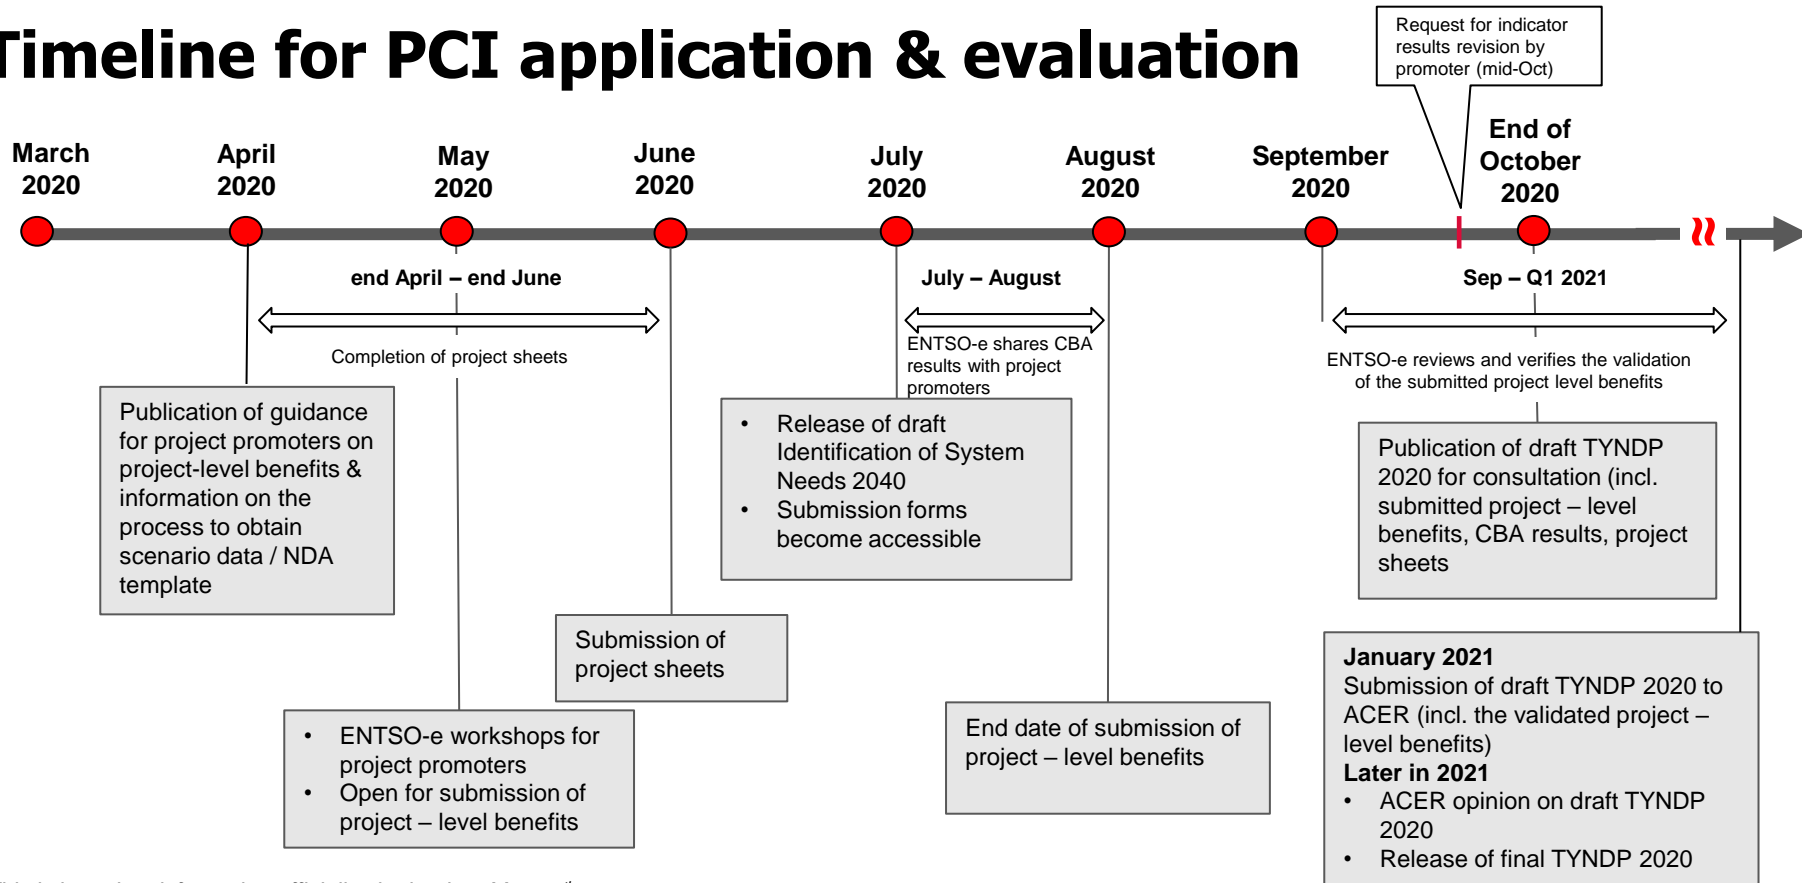 Timeline for PCI application & evaluation
Request for indicator
results revision by
promoter (mid-Oct)
March
2020
April
2020
May
2020
June
2020
July
2020
August
2020
September
2020
End of
October
2020
end April – end June
July – August
Sep – Q1 2021
Completion of project sheets
ENTSO-e shares CBA
results with project
promoters
ENTSO-e reviews and verifies the validation
of the submitted project level benefits
Publication of guidance
for project promoters on
project-level benefits &
information on the
process to obtain
scenario data / NDA
template
• Release of draft
Identification of System
Needs 2040
• Submission forms
become accessible
Publication of draft TYNDP
2020 for consultation (incl.
submitted project – level
benefits, CBA results, project
sheets
Submission of
project sheets
• ENTSO-e workshops for
project promoters
• Open for submission of
project – level benefits
End date of submission of
project – level benefits
January 2021
Submission of draft TYNDP 2020 to
ACER (incl. the validated project –
level benefits)
Later in 2021
• ACER opinion on draft TYNDP
2020
• Release of final TYNDP 2020